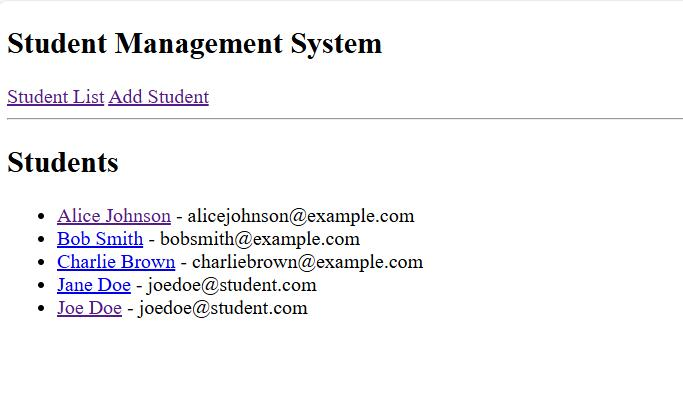 Student Management System
Student List Add Student
Students
Alice Johnson - alicejohnson@example.com
Bob Smith - bobsmith@example.com
Charlie Brown - charliebrown@example.com
Jane Doe - joedoe@student.com
Joe Doe - joedoe@student.com